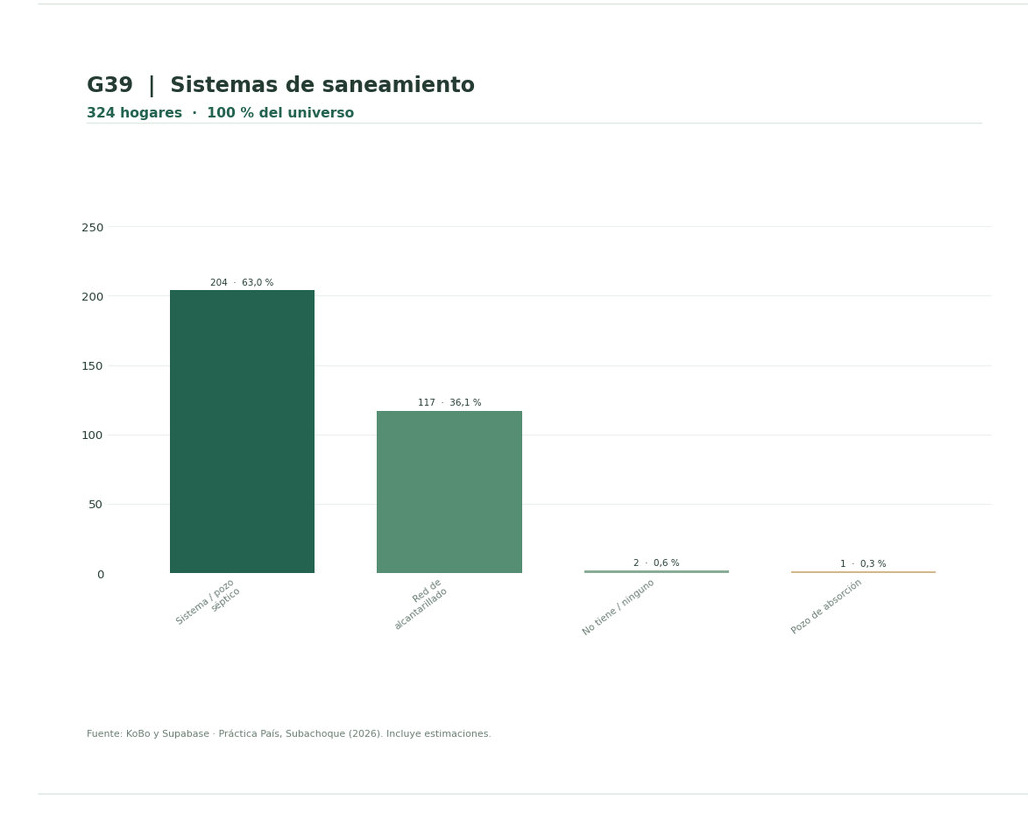 G39 | Sistemas de saneamiento
324 hogares · 100 % del universo
250
200
150
100
50
0
204 · 63,0 %
117 · 36,1 %
2 · 0,6 %
1 · 0,3 %
Sistema / pozo
séptico
Red de
alcantarillado
No tiene / ninguno
Pozo de absorción
Fuente: KoBo y Supabase · Práctica País, Subachoque (2026). Incluye estimaciones.